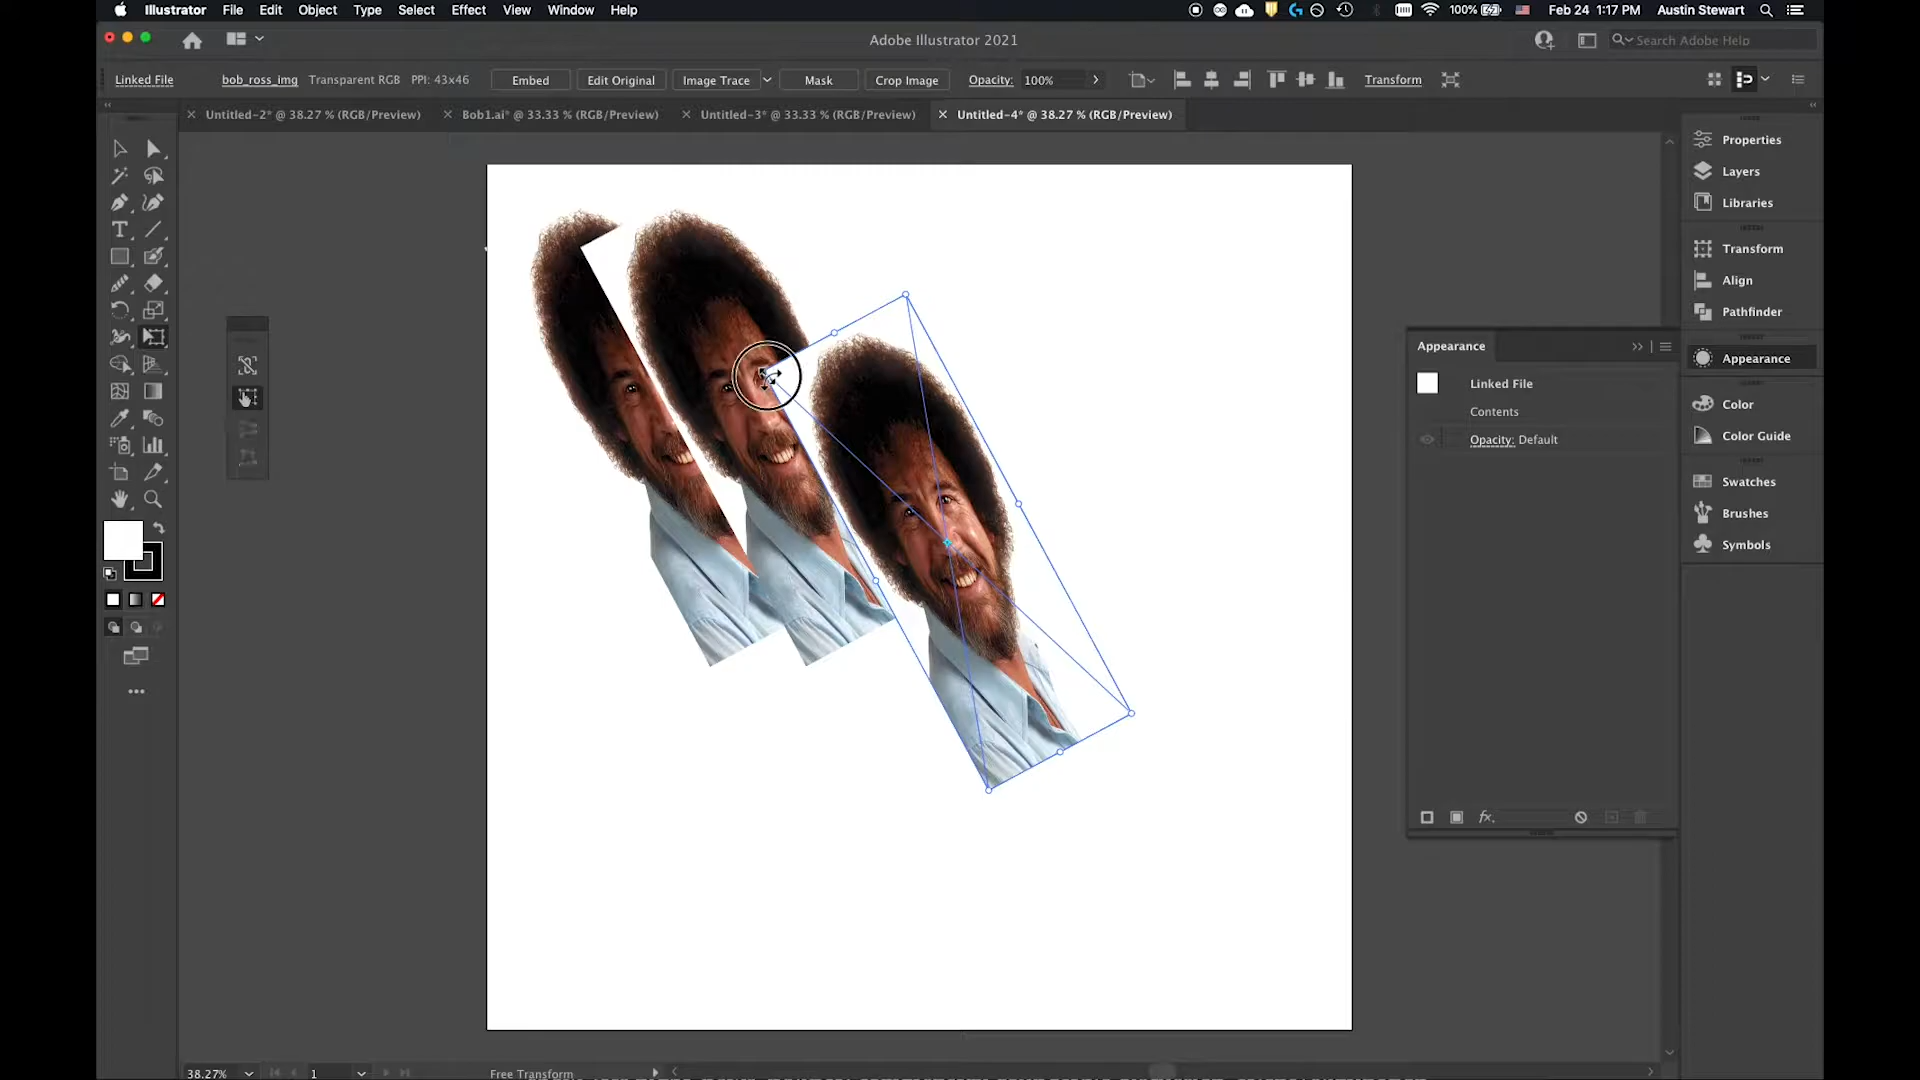 Illustrator File Edit Object Type Select Effect View Window Help 100% Feb 24 1:17 PM Austin Stewart
Adobe Illustrator 2021 Search Adobe Help
Linked File bob_ross_img Transparent RGB PPI: 43x46 Embed Edit Original Image Trace Mask Crop Image Opacity: 100% Transform
Untitled-2* @ 38.27 % (RGB/Preview) Bob1.ai* @ 33.33 % (RGB/Preview) Untitled-3* @ 33.33 % (RGB/Preview) Untitled-4* @ 38.27 % (RGB/Preview)
Properties
Layers
Libraries
Transform
Align
Pathfinder
Appearance
Color
Color Guide
Swatches
Brushes
Symbols
Appearance
Linked File
Contents
Opacity: Default
fx.
38.27% 1 Free Transform